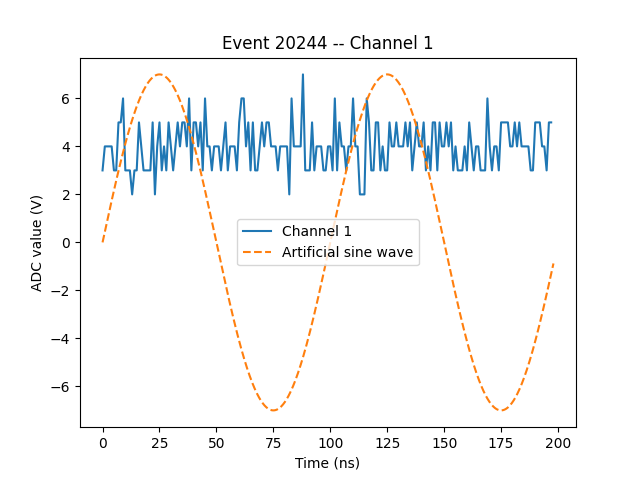 Event 20244 -- Channel 1
ADC value (V)
6
4
2
0
−2
−4
−6
Channel 1
Artificial sine wave
0 25 50 75 100 125 150 175 200
Time (ns)